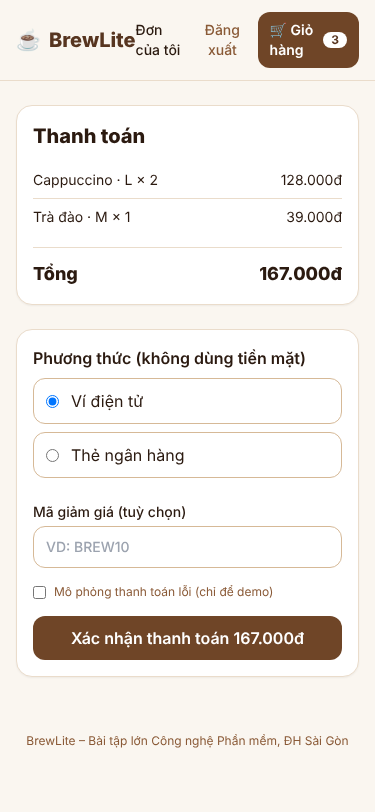 ☕ BrewLite
Đơn
của tôi
Đăng
xuất
🛒 Giỏ
hàng
3
Thanh toán
Cappuccino · L × 2 128.000đ
Trà đào · M × 1 39.000đ
Tổng 167.000đ
Phương thức (không dùng tiền mặt)
Ví điện tử
Thẻ ngân hàng
Mã giảm giá (tuỳ chọn)
VD: BREW10
Mô phỏng thanh toán lỗi (chỉ để demo)
Xác nhận thanh toán 167.000đ
BrewLite – Bài tập lớn Công nghệ Phần mềm, ĐH Sài Gòn